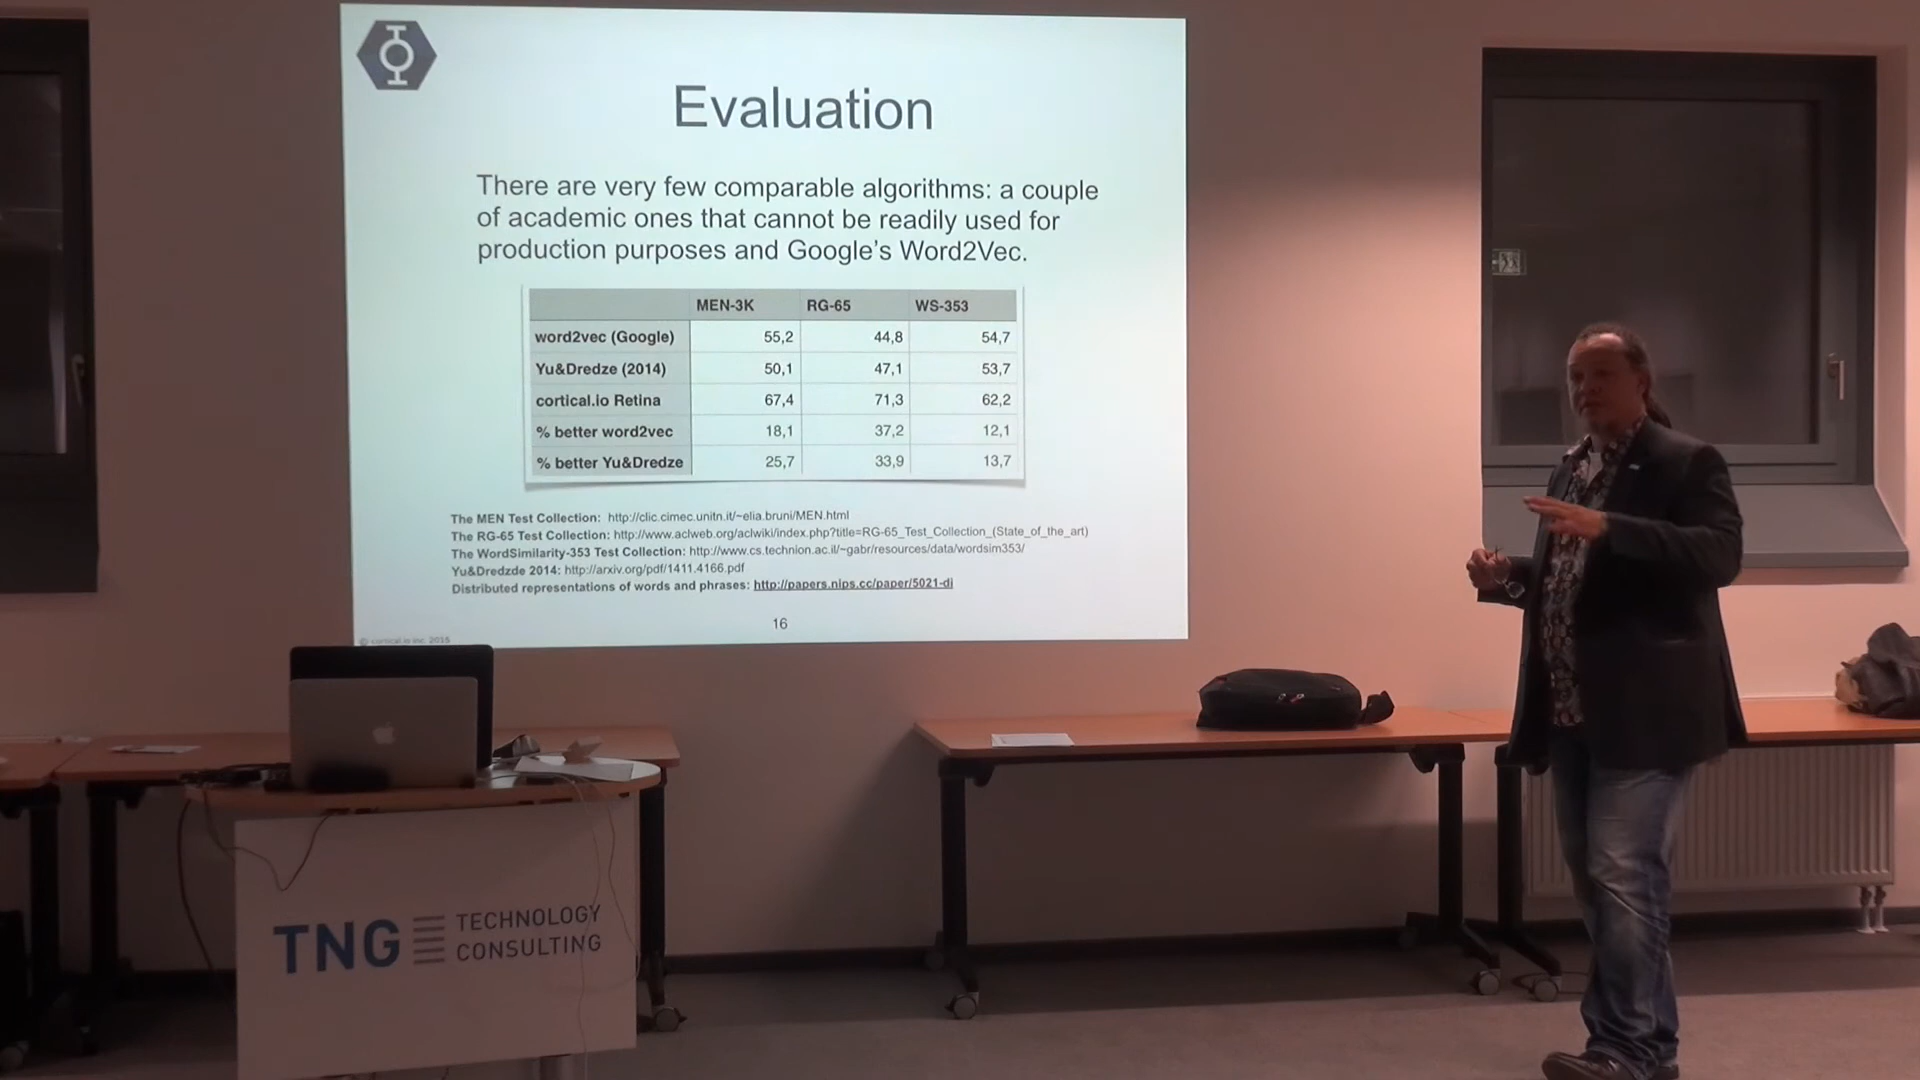 Evaluation
There are very few comparable algorithms: a couple
of academic ones that cannot be readily used for
production purposes and Google's Word2Vec.
MEN-3K RG-65 WS-353
word2vec (Google) 55,2 44,8 54,7
Yu&Dredze (2014) 50,1 47,1 53,7
cortical.io Retina 67,4 71,3 62,2
% better word2vec 18,1 37,2 12,1
% better Yu&Dredze 25,7 33,9 13,7
The MEN Test Collection: http://clic.cimec.unitn.it/~elia.bruni/MEN.html
The RG-65 Test Collection: http://www.aclweb.org/aclwiki/index.php?title=RG-65_Test_Collection_(State_of_the_art)
The WordSimilarity-353 Test Collection: http://www.cs.technion.ac.il/~gabr/resources/data/wordsim353/
Yu&Dredzde 2014: http://arxiv.org/pdf/1411.4166.pdf
Distributed representations of words and phrases: http://papers.nips.cc/paper/5021-di
16
© cortical.io inc. 2015
TNG TECHNOLOGY
CONSULTING